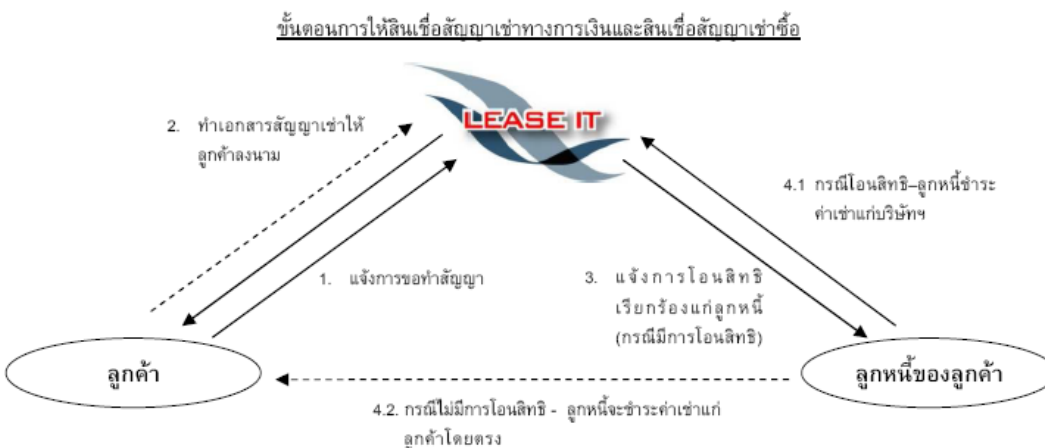 ขั้นตอนการให้สินเชื่อสัญญาเช่าทางการเงินและสินเชื่อสัญญาเช่าซื้อ
LEASE IT
2. ทำเอกสารสัญญาเช่าให้
ลูกค้าลงนาม
4.1 กรณีโอนสิทธิ–ลูกหนี้ชำระ
ค่าเช่าแก่บริษัทฯ
1. แจ้งการขอทำสัญญา
3. แจ้งการโอนสิทธิ
เรียกร้องแก่ลูกหนี้
(กรณีมีการโอนสิทธิ)
ลูกค้า
ลูกหนี้ของลูกค้า
4.2. กรณีไม่มีการโอนสิทธิ - ลูกหนี้จะชำระค่าเช่าแก่
ลูกค้าโดยตรง